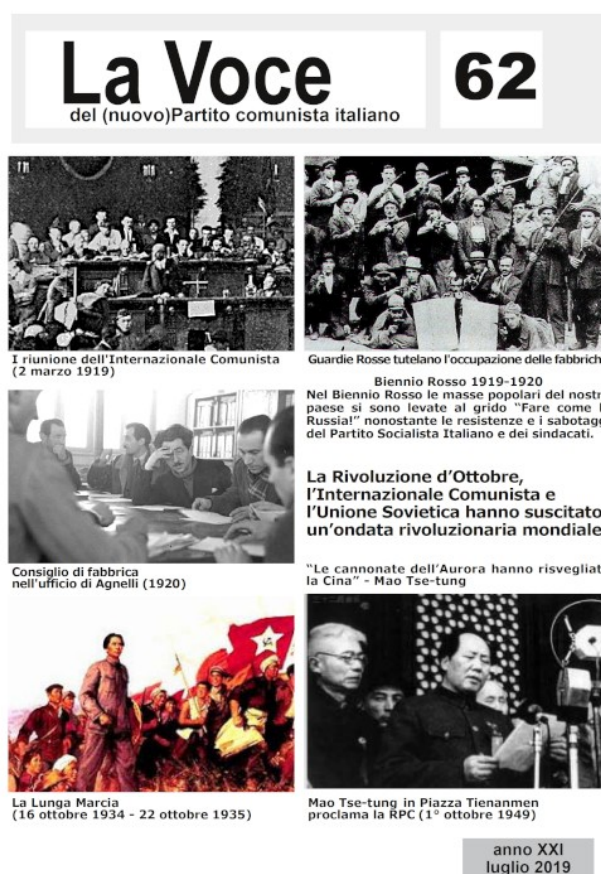 La Voce
del (nuovo)Partito comunista italiano
62
I riunione dell'Internazionale Comunista
(2 marzo 1919)
Guardie Rosse tutelano l'occupazione delle fabbrich
Biennio Rosso 1919-1920
Nel Biennio Rosso le masse popolari del nostr
paese si sono levate al grido “Fare come l
Russia!” nonostante le resistenze e i sabotagg
del Partito Socialista Italiano e dei sindacati.
Consiglio di fabbrica
nell'ufficio di Agnelli (1920)
La Rivoluzione d’Ottobre,
l’Internazionale Comunista e
l’Unione Sovietica hanno suscitato
un’ondata rivoluzionaria mondiale
“Le cannonate dell’Aurora hanno risvegliat
la Cina” - Mao Tse-tung
La Lunga Marcia
(16 ottobre 1934 - 22 ottobre 1935)
Mao Tse-tung in Piazza Tienanmen
proclama la RPC (1° ottobre 1949)
anno XXI
luglio 2019